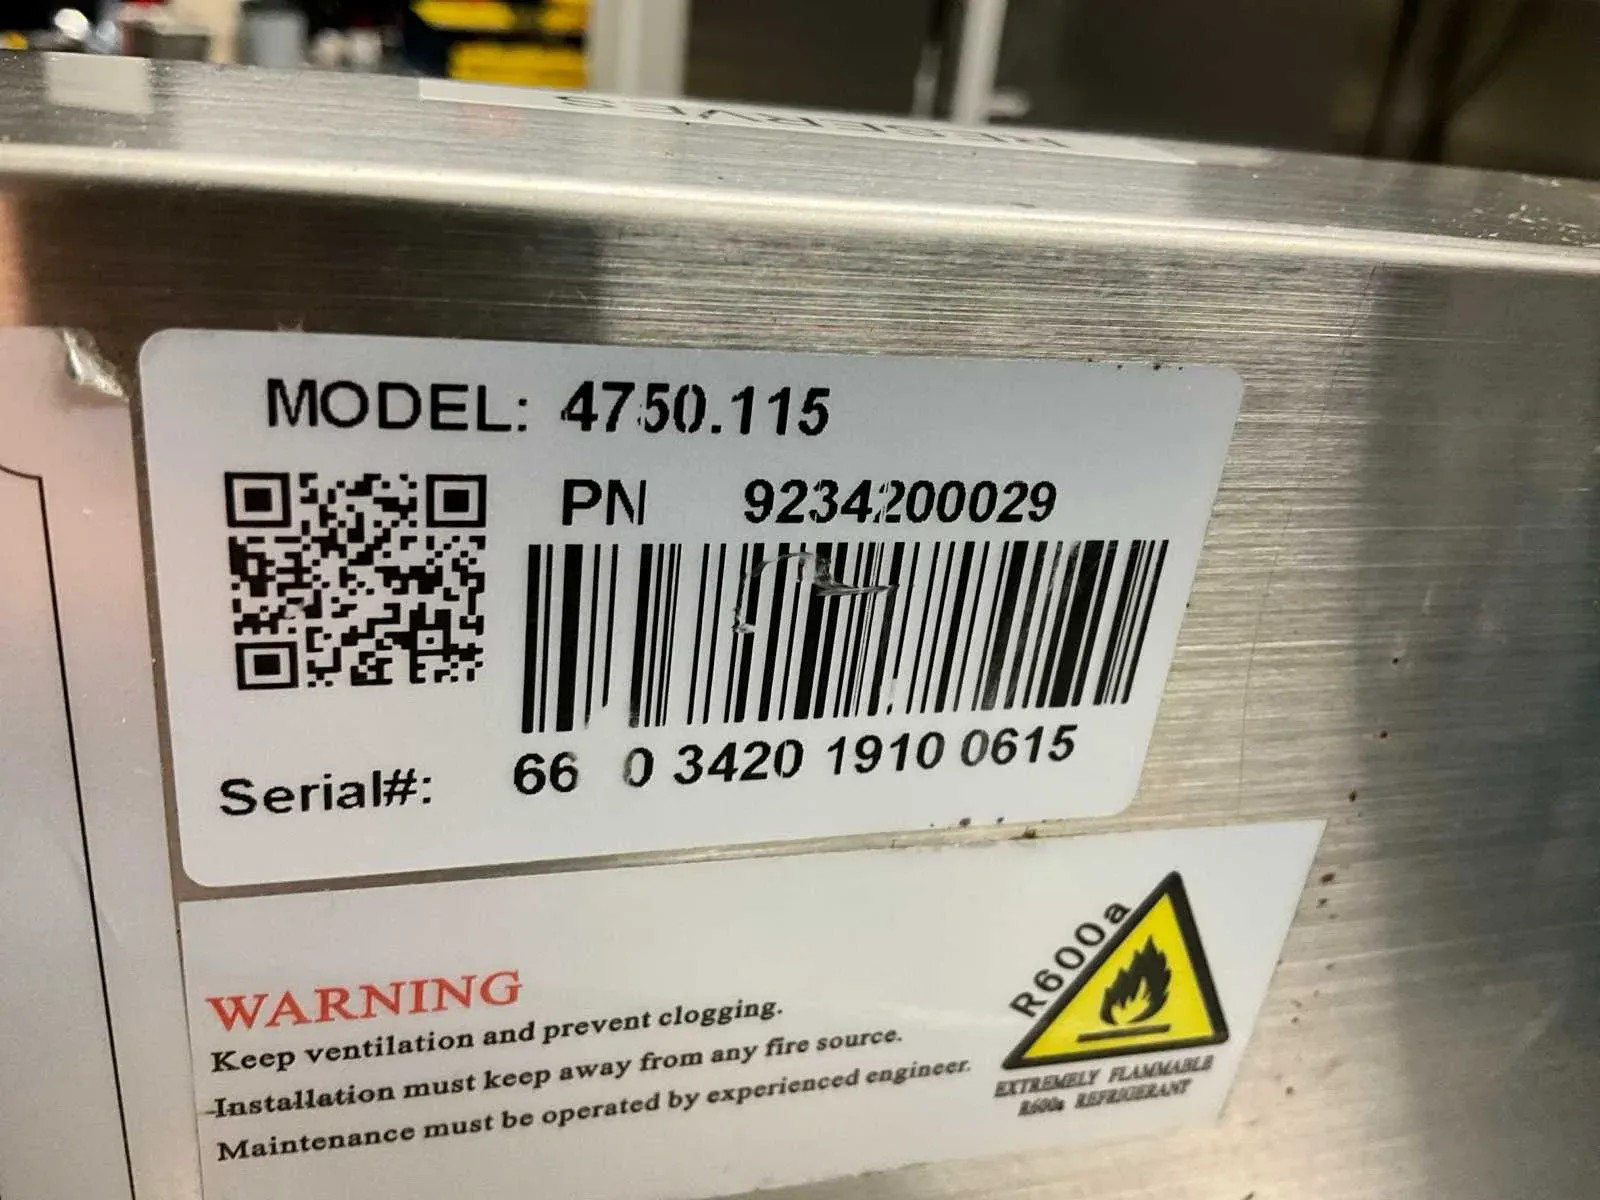 RESERVES
MODEL: 4750.115
PN 9234200029
66 0 3420 1910 0615
Serial#:
R600a
WARNING
Keep ventilation and prevent clogging.
Installation must keep away from any fire source.
Maintenance must be operated by experienced engineer.
EXTREMELY FLAMMABLE
R600a REFRIGERANT